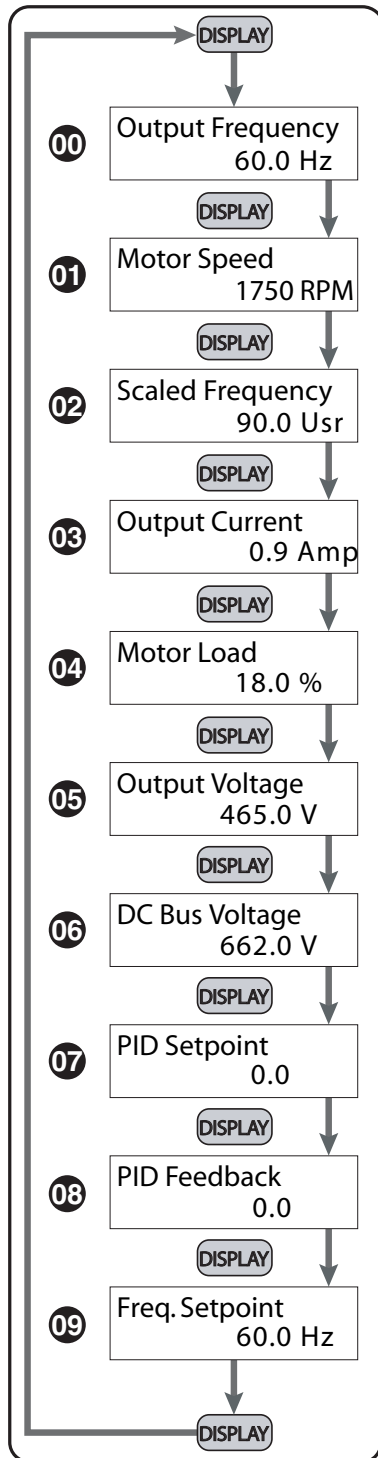 DISPLAY
00
Output Frequency
60.0 Hz
DISPLAY
01
Motor Speed
1750 RPM
DISPLAY
02
Scaled Frequency
90.0 Usr
DISPLAY
03
Output Current
0.9 Amp
DISPLAY
04
Motor Load
18.0 %
DISPLAY
05
Output Voltage
465.0 V
DISPLAY
06
DC Bus Voltage
662.0 V
DISPLAY
07
PID Setpoint
0.0
DISPLAY
08
PID Feedback
0.0
DISPLAY
09
Freq. Setpoint
60.0 Hz
DISPLAY